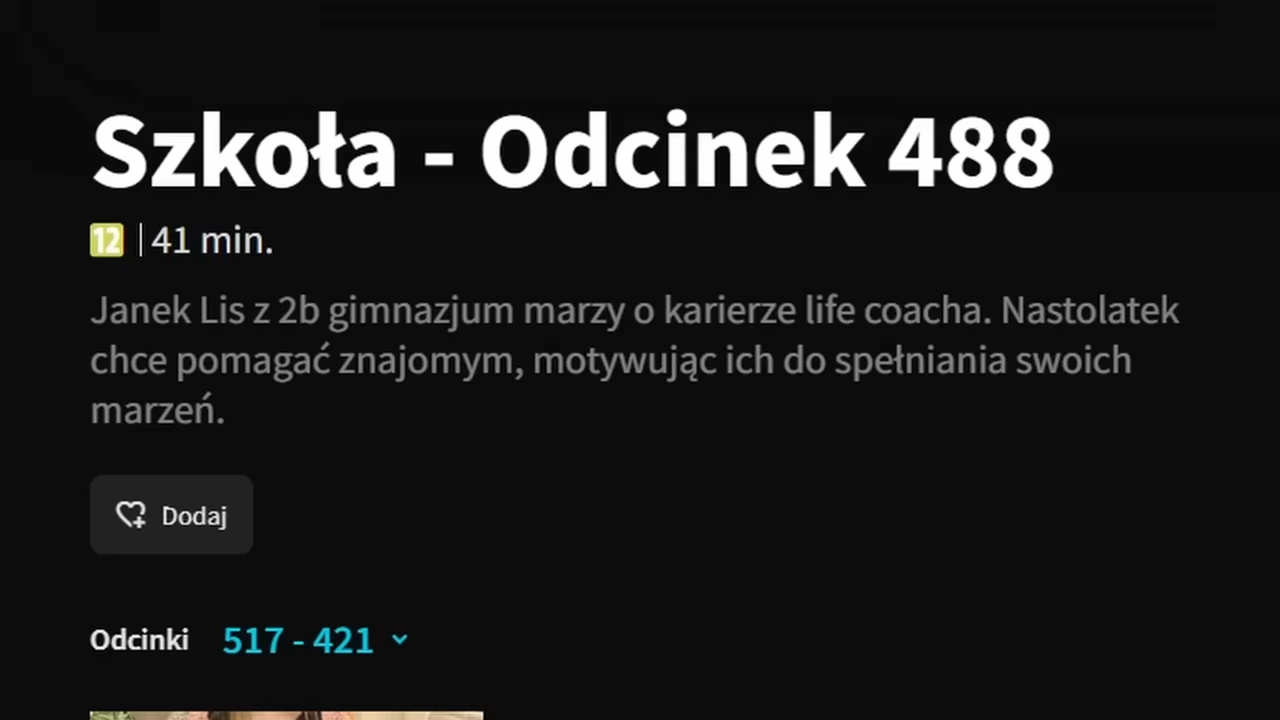 Szkoła - Odcinek 488
12 | 41 min.
Janek Lis z 2b gimnazjum marzy o karierze life coacha. Nastolatek
chce pomagać znajomym, motywując ich do spełniania swoich
marzeń.
Dodaj
Odcinki 517 - 421